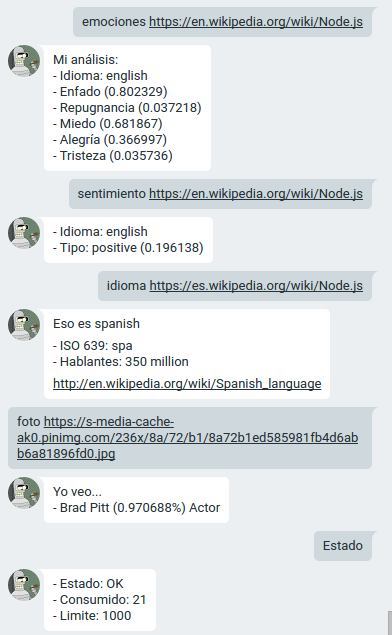 emociones https://en.wikipedia.org/wiki/Node.js
Mi análisis:
- Idioma: english
- Enfado (0.802329)
- Repugnancia (0.037218)
- Miedo (0.681867)
- Alegría (0.366997)
- Tristeza (0.035736)
sentimiento https://en.wikipedia.org/wiki/Node.js
- Idioma: english
- Tipo: positive (0.196138)
idioma https://es.wikipedia.org/wiki/Node.js
Eso es spanish
- ISO 639: spa
- Hablantes: 350 million
http://en.wikipedia.org/wiki/Spanish_language
foto https://s-media-cache-
ak0.pinimg.com/236x/8a/72/b1/8a72b1ed585981fb4d6ab
b6a81896fd0.jpg
Yo veo...
- Brad Pitt (0.970688%) Actor
Estado
- Estado: OK
- Consumido: 21
- Limite: 1000